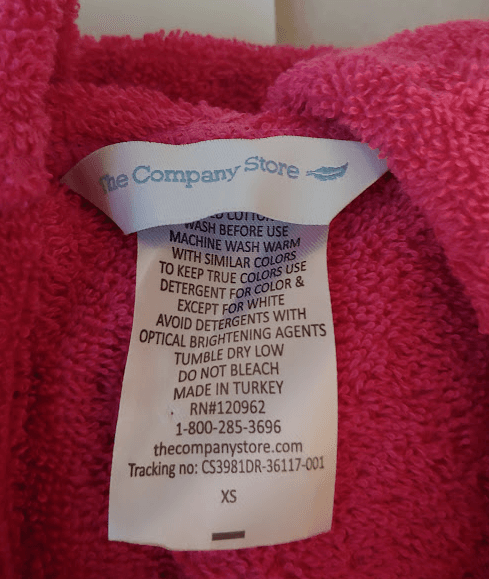 The Company Store
WASH BEFORE USE
MACHINE WASH WARM
WITH SIMILAR COLORS
TO KEEP TRUE COLORS USE
DETERGENT FOR COLOR &
EXCEPT FOR WHITE
AVOID DETERGENTS WITH
OPTICAL BRIGHTENING AGENTS
TUMBLE DRY LOW
DO NOT BLEACH
MADE IN TURKEY
RN#120962
1-800-285-3696
thecompanystore.com
Tracking no: CS3981DR-36117-001
XS